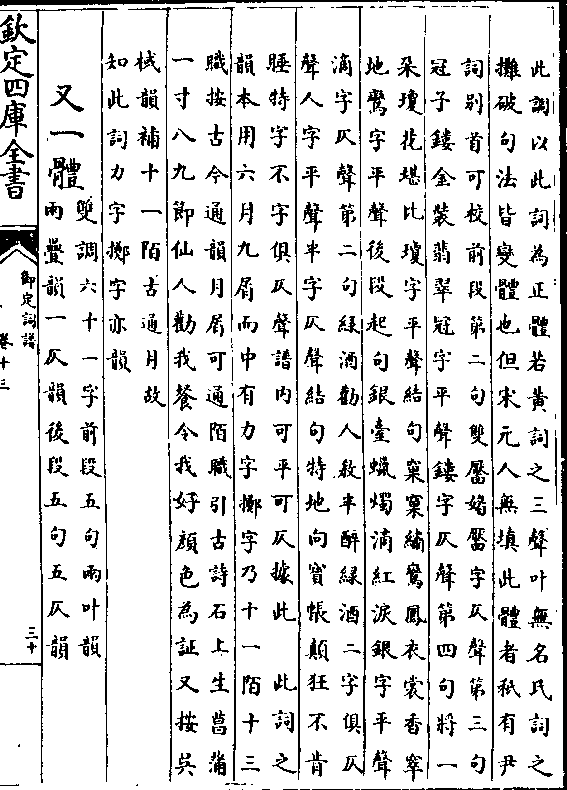 此調以此詞為正體若黄詞之三聲叶無名氏詞之
攤破句法皆變體也但宋元人無填此體者秖有尹
詞别首可校前段第二句雙靨媚靨字仄聲第三句
冠子鏤金裝翡翠冠字平聲鏤字仄聲第四句將一
朶瓊花堪比瓊字平聲結句窠窠繡鸞鳳衣裳香窣
地鸞字平聲後段起句銀臺蠟燭滴紅淚銀字平聲
滴字仄聲第二句緑酒勸人教半醉緑酒二字俱仄
聲人字平聲半字仄聲結句特地向寳帳顛狂不肯
睡特字不字俱仄聲譜内可平可仄據此　此詞之
韻本用六月九屑而中有力字擲字乃十一陌十三
職按古今通韻月屑可通陌職引古詩石上生菖蒲
一寸八九節仙人勸我餐令我好顔色為証又按吳
棫韻補十一陌古通月故
知此詞力字擲字亦韻
又一體
雙調六十一字前段五句兩叶韻
兩疊韻一仄韻後段五句五仄韻
欽定四庫全書
御定詞譜
卷十三
三十